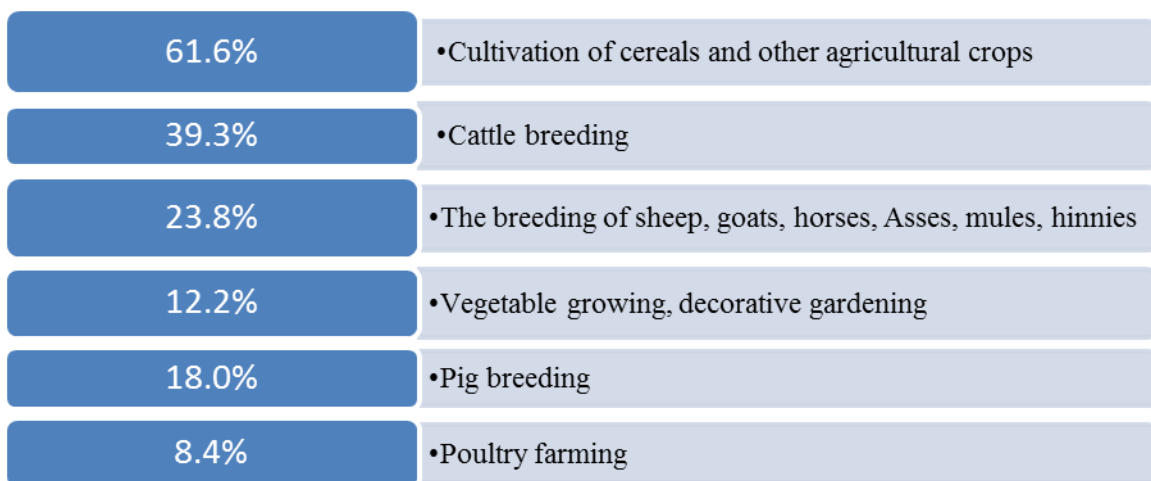 61.6%
•Cultivation of cereals and other agricultural crops
39.3%
•Cattle breeding
23.8%
•The breeding of sheep, goats, horses, Asses, mules, hinnies
12.2%
•Vegetable growing, decorative gardening
18.0%
•Pig breeding
8.4%
•Poultry farming